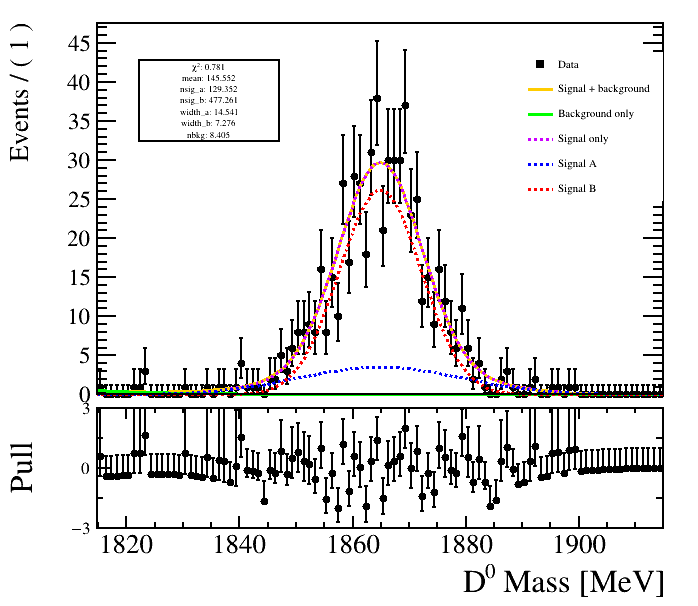 Events / ( 1 )
45
40
35
30
25
20
15
10
5
0
χ²: 0.781
mean: 145.552
nsig_a: 129.352
nsig_b: 477.261
width_a: 14.541
width_b: 7.276
nbkg: 8.405
Data
Signal + background
Background only
Signal only
Signal A
Signal B
Pull
3
0
−3
1820 1840 1860 1880 1900
D⁰ Mass [MeV]